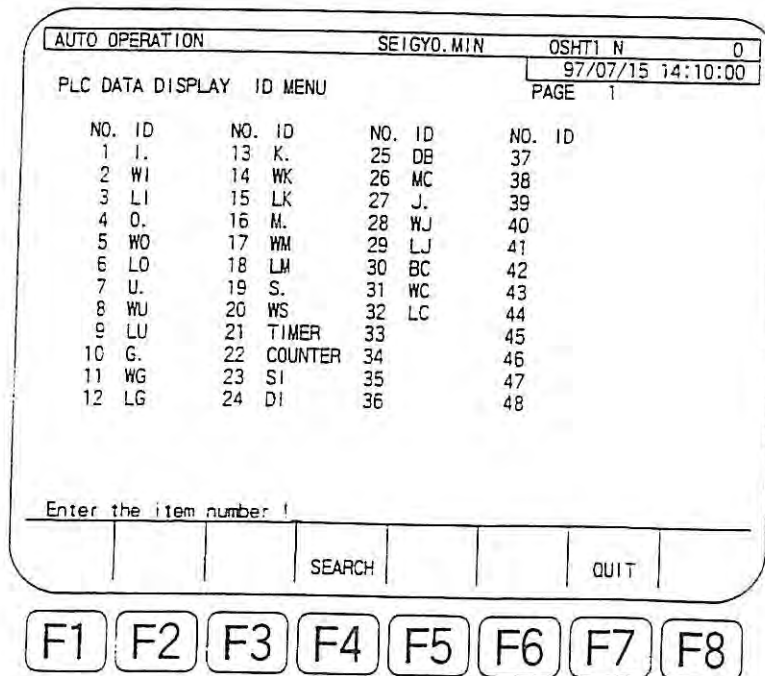 AUTO OPERATION SEIGYO.MIN OSHT1 N 0
97/07/15 14:10:00
PLC DATA DISPLAY ID MENU PAGE 1
NO. ID NO. ID NO. ID NO. ID
1 I. 13 K. 25 DB 37
2 WI 14 WK 26 MC 38
3 LI 15 LK 27 J. 39
4 O. 16 M. 28 WJ 40
5 WO 17 WM 29 LJ 41
6 LO 18 LM 30 BC 42
7 U. 19 S. 31 WC 43
8 WU 20 WS 32 LC 44
9 LU 21 TIMER 33 45
10 G. 22 COUNTER 34 46
11 WG 23 SI 35 47
12 LG 24 DI 36 48
Enter the item number !
SEARCH QUIT
F1 F2 F3 F4 F5 F6 F7 F8